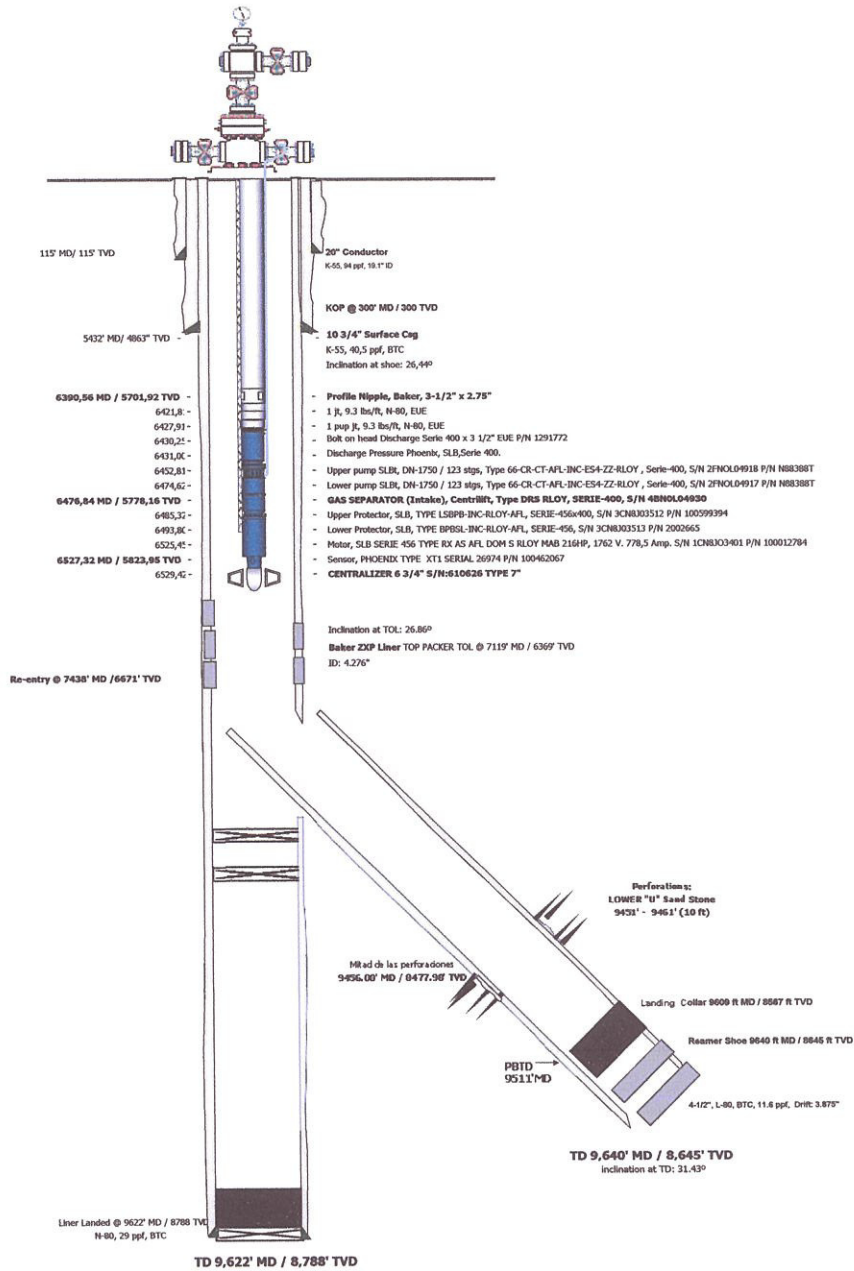 115' MD/ 115' TVD
20" Conductor
K-55, 94 ppf, 19.1" ID
KOP @ 300' MD / 300 TVD
5432' MD/ 4863" TVD -
- 10 3/4" Surface Csg
K-55, 40,5 ppf, BTC
Inclination at shoe: 26,44º
6390,56 MD / 5701,92 TVD -
- Profile Nipple, Baker, 3-1/2" x 2.75"
- 1 jt, 9.3 lbs/ft, N-80, EUE
- 1 pup jt, 9.3 lbs/ft, N-80, EUE
- Bolt on head Discharge Serie 400 x 3 1/2" EUE P/N 1291772
- Discharge Pressure Phoenix, SLB,Serie 400.
6452,81 -
- Upper pump SLBt, DN-1750 / 123 stgs, Type 66-CR-CT-AFL-INC-ES4-ZZ-RLOY , Serie-400, S/N 2FNOL04918 P/N N88388T
6474,62 -
- Lower pump SLBt, DN-1750 / 123 stgs, Type 66-CR-CT-AFL-INC-ES4-ZZ-RLOY , Serie-400, S/N 2FNOL04917 P/N N88388T
6476,84 MD / 5778,16 TVD -
- GAS SEPARATOR (Intake), Centrilift, Type DRS RLOY, SERIE-400, S/N 4BN0L04930
- Upper Protector, SLB, TYPE LSBPB-INC-RLOY-AFL, SERIE-456x400, S/N 3CN8J03512 P/N 100599394
- Lower Protector, SLB, TYPE BPBSL-INC-RLOY-AFL, SERIE-456, S/N 3CN8J03513 P/N 2002665
- Motor, SLB SERIE 456 TYPE RX AS AFL DOM S RLOY MAB 216HP, 1762 V. 778,5 Amp. S/N 1CN8JO3401 P/N 100012784
6527,32 MD / 5823,95 TVD -
- Sensor, PHOENIX TYPE XT1 SERIAL 26974 P/N 100462067
- CENTRALIZER 6 3/4" S/N:610626 TYPE 7"
Inclination at TOL: 26.86º
Baker ZXP Liner TOP PACKER TOL @ 7119' MD / 6369' TVD
ID: 4.276"
Re-entry @ 7438' MD /6671' TVD
Perforations:
LOWER "U" Sand Stone
9451' - 9461' (10 ft)
Mitad de las perforaciones
9456.00' MD / 8477.98' TVD
Landing Collar 9609 ft MD / 8667 ft TVD
Reamer Shoe 9640 ft MD / 8645 ft TVD
PBTD
9511'MD
4-1/2", L-80, BTC, 11.6 ppf, Drift: 3.875"
TD 9,640' MD / 8,645' TVD
inclination at TD: 31.43º
Liner Landed @ 9622' MD / 8788 TVD
N-80, 29 ppf, BTC
TD 9,622' MD / 8,788' TVD